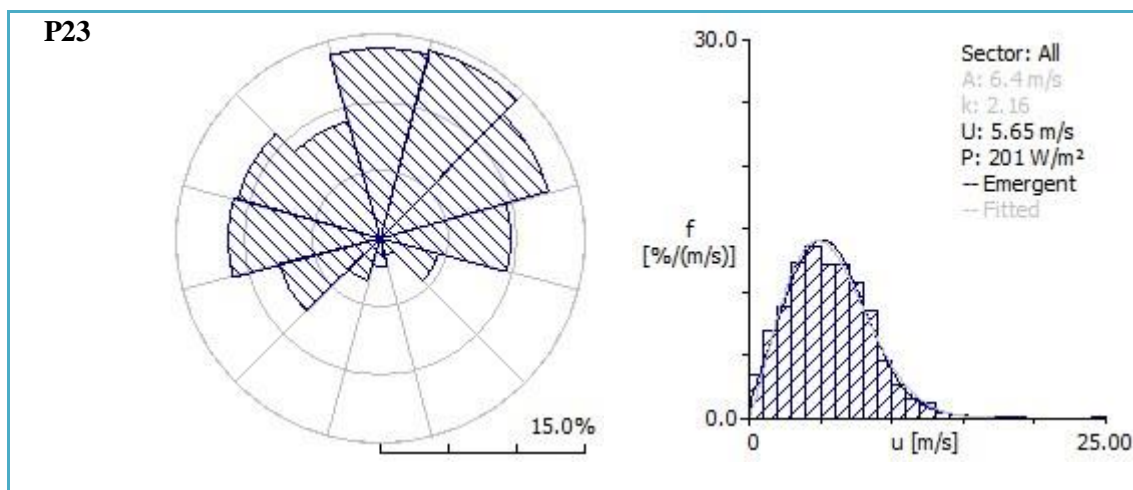 P23
15.0%
30.0
f
[%/(m/s)]
0.0
0
u [m/s]
25.00
Sector: All
A: 6.4 m/s
k: 2.16
U: 5.65 m/s
P: 201 W/m²
-- Emergent
-- Fitted